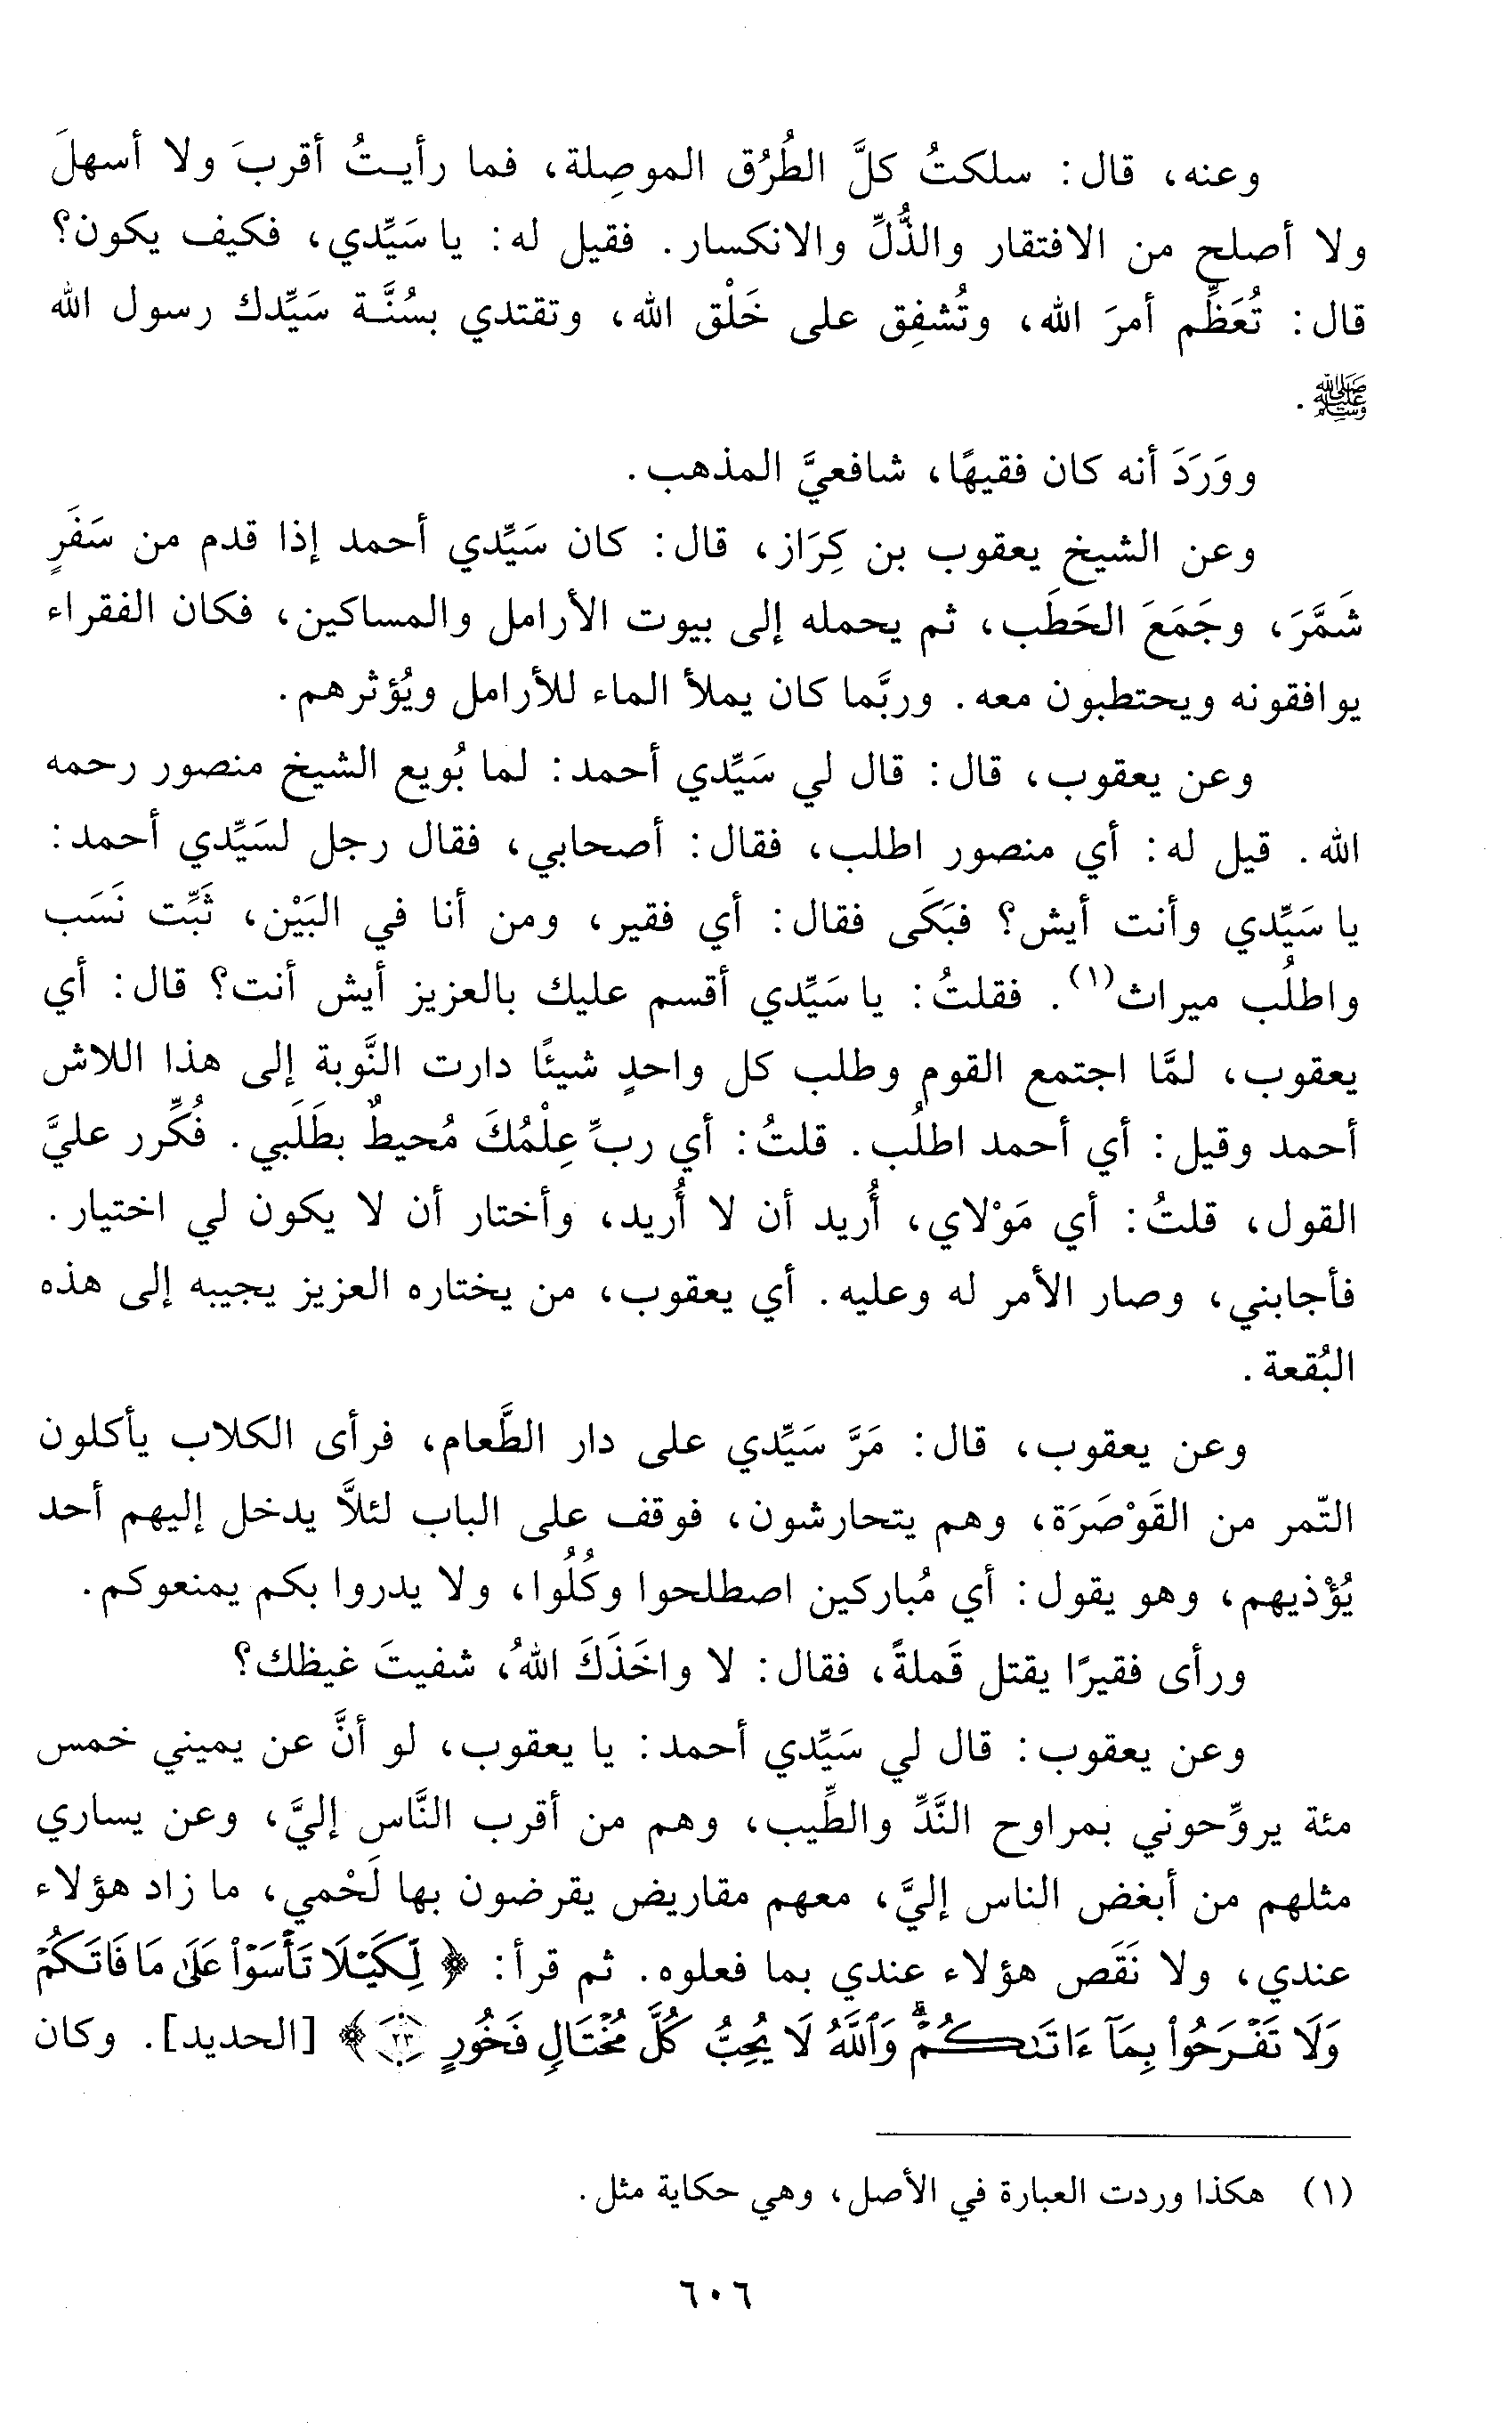 وعنه، قال: سلكتُ كلَّ الطُرُق الموصِلة، فما رأيـتُ أقربَ ولا أسهلَ
ولا أصلح من الافتقار والذُّلِّ والانكسار. فقيل له: يا سَيِّدي، فكيف يكون؟
قال: تُعَظِّم أمرَ الله، وتُشفِق على خَلْق الله، وتقتدي بسُنَّـة سَيِّدك رسول الله
ﷺ.
ووَرَدَ أنه كان فقيهًا، شافعيَّ المذهب.
وعن الشيخ يعقوب بن كِرَاز، قال: كان سَيِّدي أحمد إذا قدم من سَفَرٍ
شَمَّرَ، وجَمَعَ الحَطَب، ثم يحمله إلى بيوت الأرامل والمساكين، فكان الفقراء
يوافقونه ويحتطبون معه. وربَّما كان يملأ الماء للأرامل ويُؤثرهم.
وعن يعقوب، قال: قال لي سَيِّدي أحمد: لما بُويع الشيخ منصور رحمه
الله. قيل له: أي منصور اطلب، فقال: أصحابي، فقال رجل لسَيِّدي أحمد:
يا سَيِّدي وأنت أيش؟ فبَكَى فقال: أي فقير، ومن أنا في البَيْن، ثَبِّت نَسَب
واطلُب ميراث(١). فقلتُ: يا سَيِّدي أقسم عليك بالعزيز أيش أنت؟ قال: أي
يعقوب، لمَّا اجتمع القوم وطلب كل واحدٍ شيئًا دارت النَّوبة إلى هذا اللاش
أحمد وقيل: أي أحمد اطلُب. قلتُ: أي ربِّ عِلْمُكَ مُحيطٌ بطَلَبي. فُكِّرر عليَّ
القول، قلتُ: أي مَوْلاي، أُريد أن لا أُريد، وأختار أن لا يكون لي اختيار.
فأجابني، وصار الأمر له وعليه. أي يعقوب، من يختاره العزيز يجيبه إلى هذه
البُقعة.
وعن يعقوب، قال: مَرَّ سَيِّدي على دار الطَّعام، فرأى الكلاب يأكلون
التّمر من القَوْصَرَة، وهم يتحارشون، فوقف على الباب لئلاَّ يدخل إليهم أحد
يُؤْذيهم، وهو يقول: أي مُباركين اصطلحوا وكُلُوا، ولا يدروا بكم يمنعوكم.
ورأى فقيرًا يقتل قَملةً، فقال: لا واخَذَكَ اللهُ، شفيتَ غيظك؟
وعن يعقوب: قال لي سَيِّدي أحمد: يا يعقوب، لو أنَّ عن يميني خمس
مئة يروِّحوني بمراوح النَّدِّ والطِّيب، وهم من أقرب النَّاس إليَّ، وعن يساري
مثلهم من أبغض الناس إليَّ، معهم مقاريض يقرضون بها لَحْمي، ما زاد هؤلاء
عندي، ولا نَقَص هؤلاء عندي بما فعلوه. ثم قرأ: ﴿ لِّكَيْلَا تَأْسَوْا۟ عَلَىٰ مَا فَاتَكُمْ
وَلَا تَفْرَحُوا۟ بِمَآ ءَاتَىٰكُمْ ۗ وَٱللَّهُ لَا يُحِبُّ كُلَّ مُخْتَالٍ فَخُورٍ ٢٣ ﴾ [الحديد]. وكان
(١) هكذا وردت العبارة في الأصل، وهي حكاية مثل.
٦٠٦